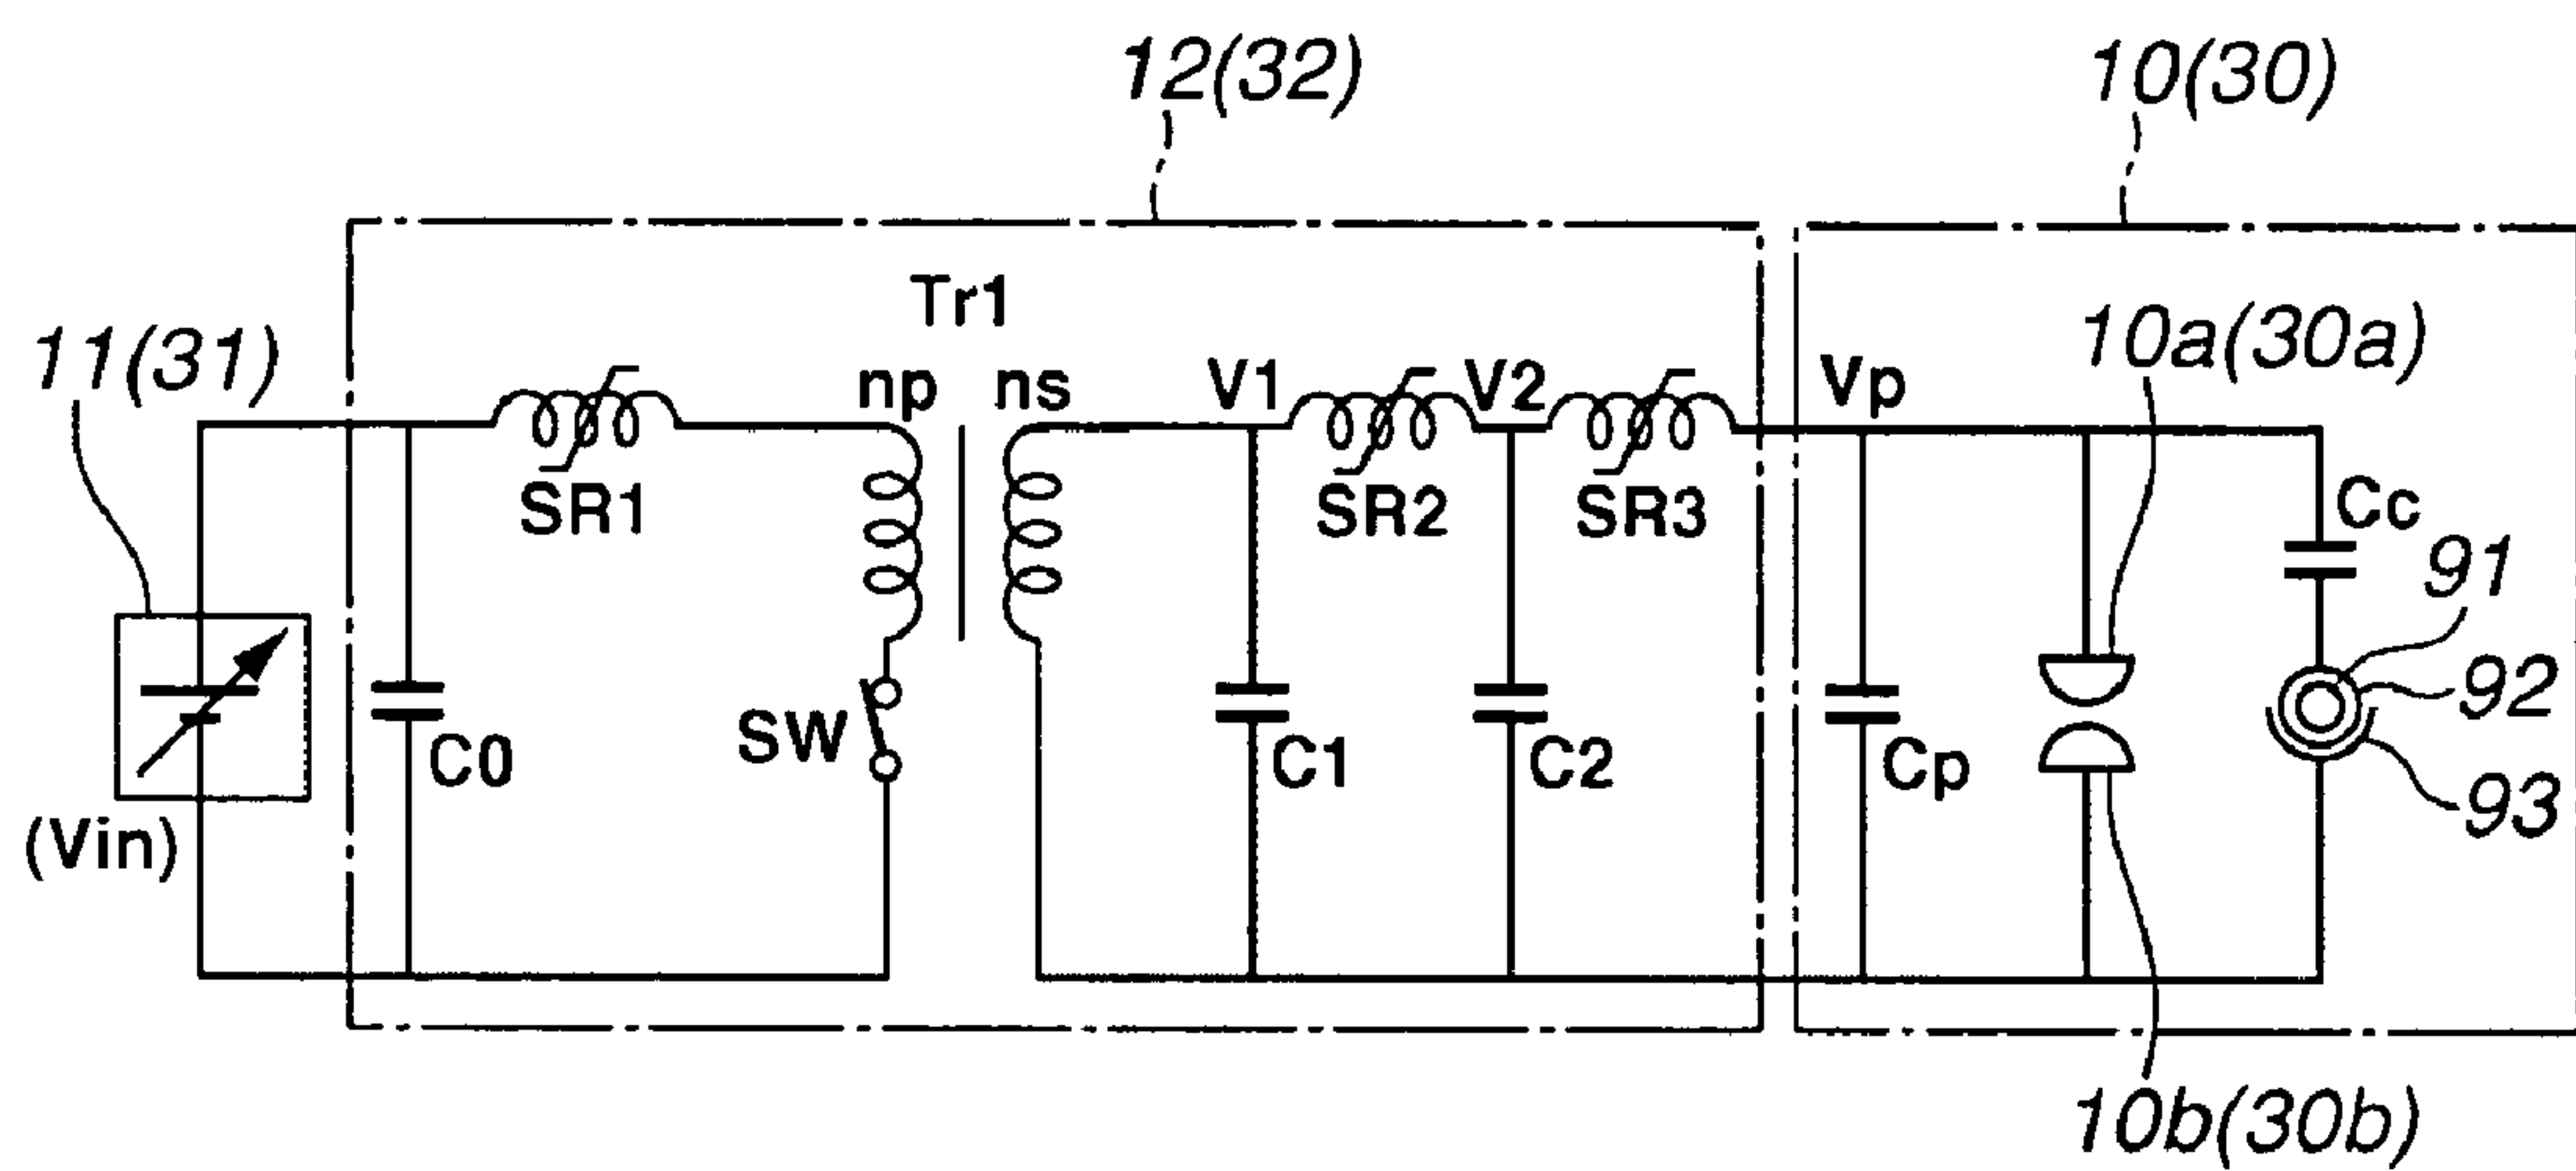 12(32)
10(30)
Tr1
11(31)
10a(30a)
np
ns
V1
V2
Vp
SR1
SR2
SR3
Cc
91
92
SW
C0
C1
C2
Cp
93
(Vin)
10b(30b)